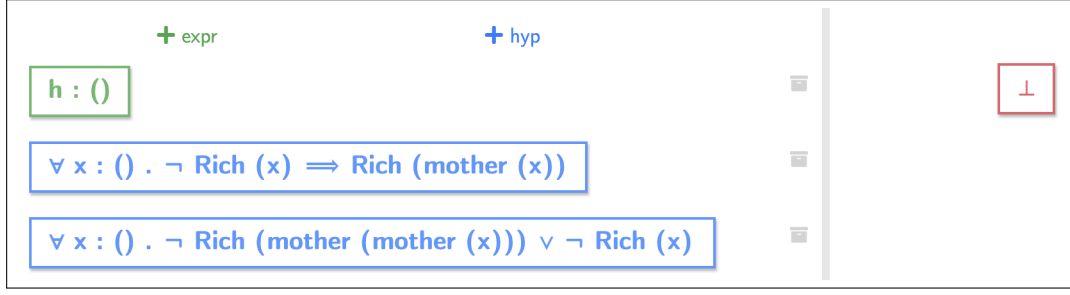 + expr
+ hyp
h : ()
⊥
∀ x : () . ¬ Rich (x) ⟹ Rich (mother (x))
∀ x : () . ¬ Rich (mother (mother (x))) ∨ ¬ Rich (x)